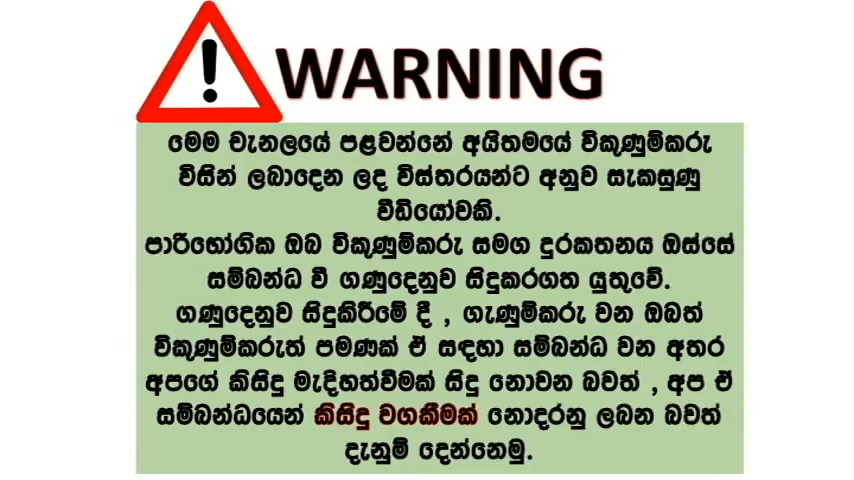 WARNING
මෙම චැනලයේ පළවන්නේ අයිතමයේ විකුණුම්කරු
විසින් ලබාදෙන ලද විස්තරයන්ට අනුව සැකසුණු
වීඩියෝවකි.
පාරිභෝගික ඔබ විකුණුම්කරු සමග දුරකතනය ඔස්සේ
සම්බන්ධ වී ගණුදෙනුව සිදුකරගත යුතුවේ.
ගණුදෙනුව සිදුකිරීමේ දී , ගැණුම්කරු වන ඔබත්
විකුණුම්කරුත් පමණක් ඒ සඳහා සම්බන්ධ වන අතර
අපගේ කිසිදු මැදිහත්වීමක් සිදු නොවන බවත් , අප ඒ
සම්බන්ධයෙන් කිසිදු වගකීමක් නොදරනු ලබන බවත්
දැනුම් දෙන්නෙමු.